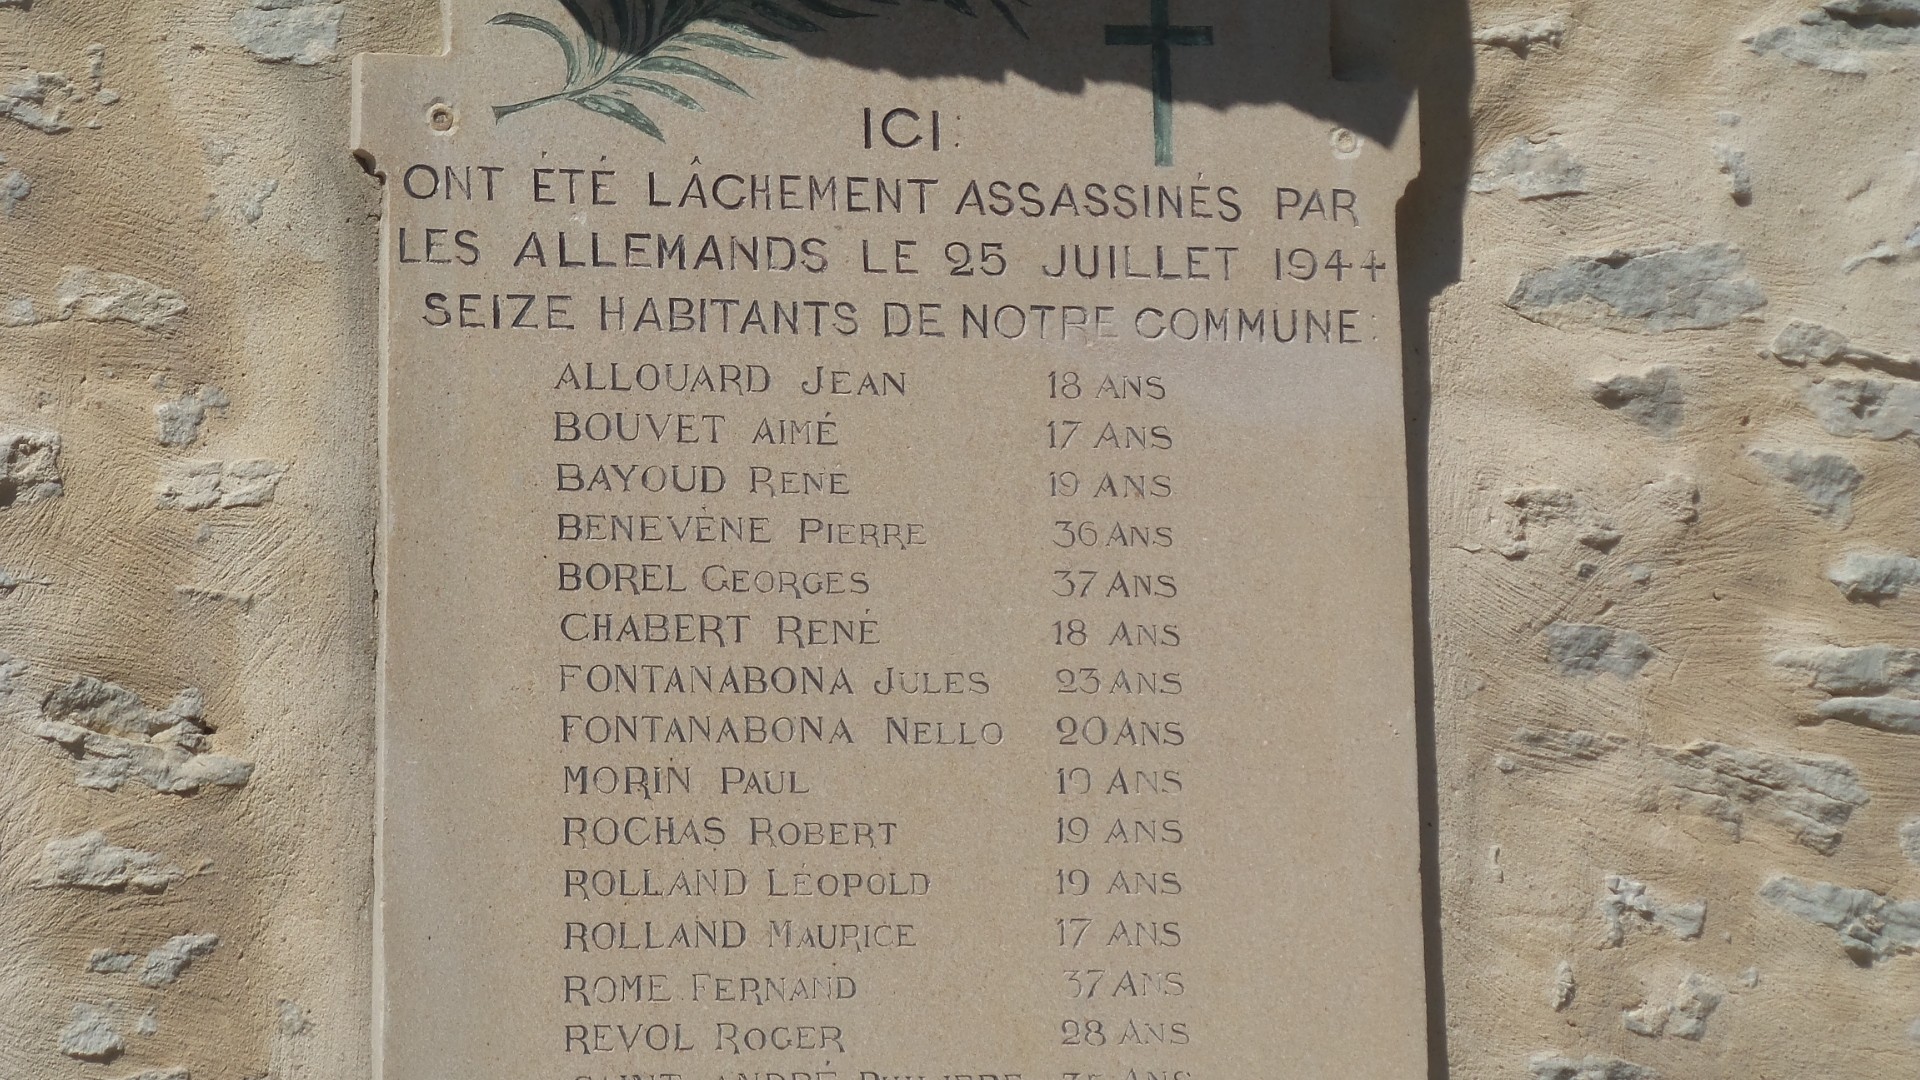 ICI:
ONT ÉTÉ LÂCHEMENT ASSASSINÉS PAR
LES ALLEMANDS LE 25 JUILLET 1944
SEIZE HABITANTS DE NOTRE COMMUNE:
ALLOUARD JEAN 18 ANS
BOUVET AIMÉ 17 ANS
BAYOUD RENÉ 19 ANS
BENEVÈNE PIERRE 36 ANS
BOREL GEORGES 37 ANS
CHABERT RENÉ 18 ANS
FONTANABONA JULES 23 ANS
FONTANABONA NELLO 20 ANS
MORIN PAUL 19 ANS
ROCHAS ROBERT 19 ANS
ROLLAND LÉOPOLD 19 ANS
ROLLAND MAURICE 17 ANS
ROME FERNAND 37 ANS
REVOL ROGER 28 ANS
SAINT-ANDRÉ ANS